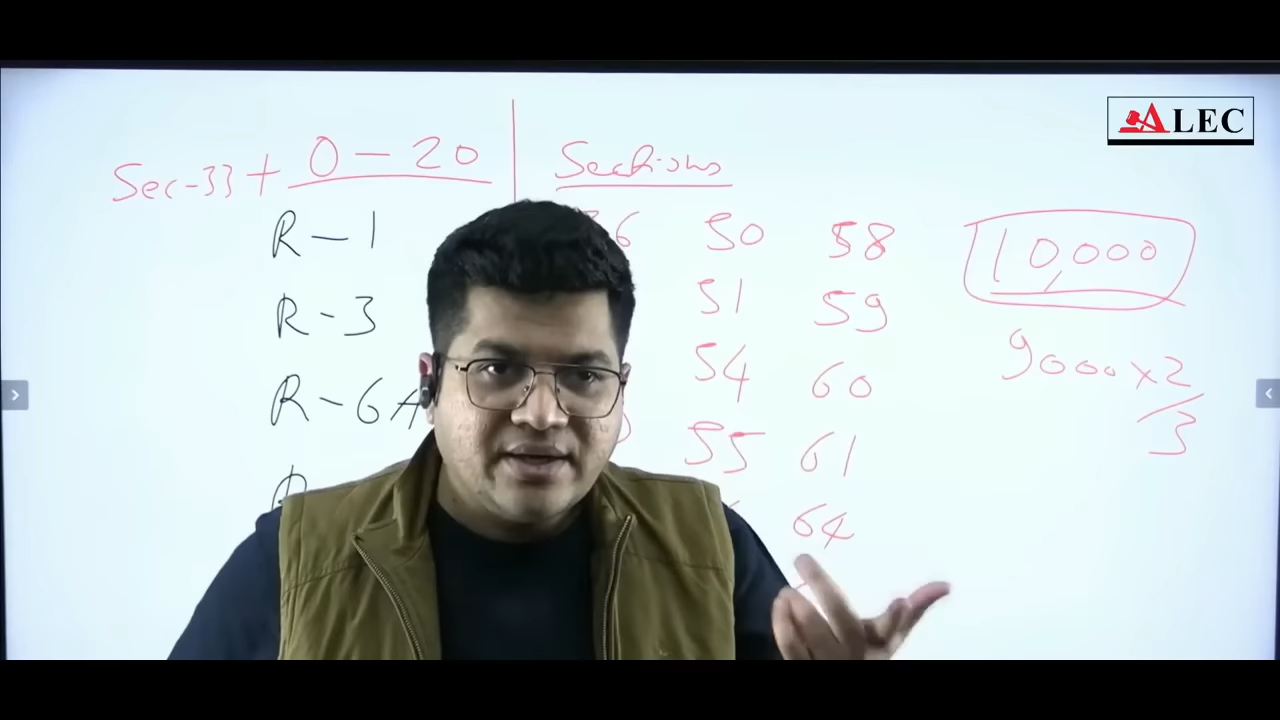 ALEC
Sec-33 + O - 20
Sections
R - 1
6 50 58
10,000
R - 3
51 59
R - 6A
54 60
9000 x 2/3
55 61
R
64